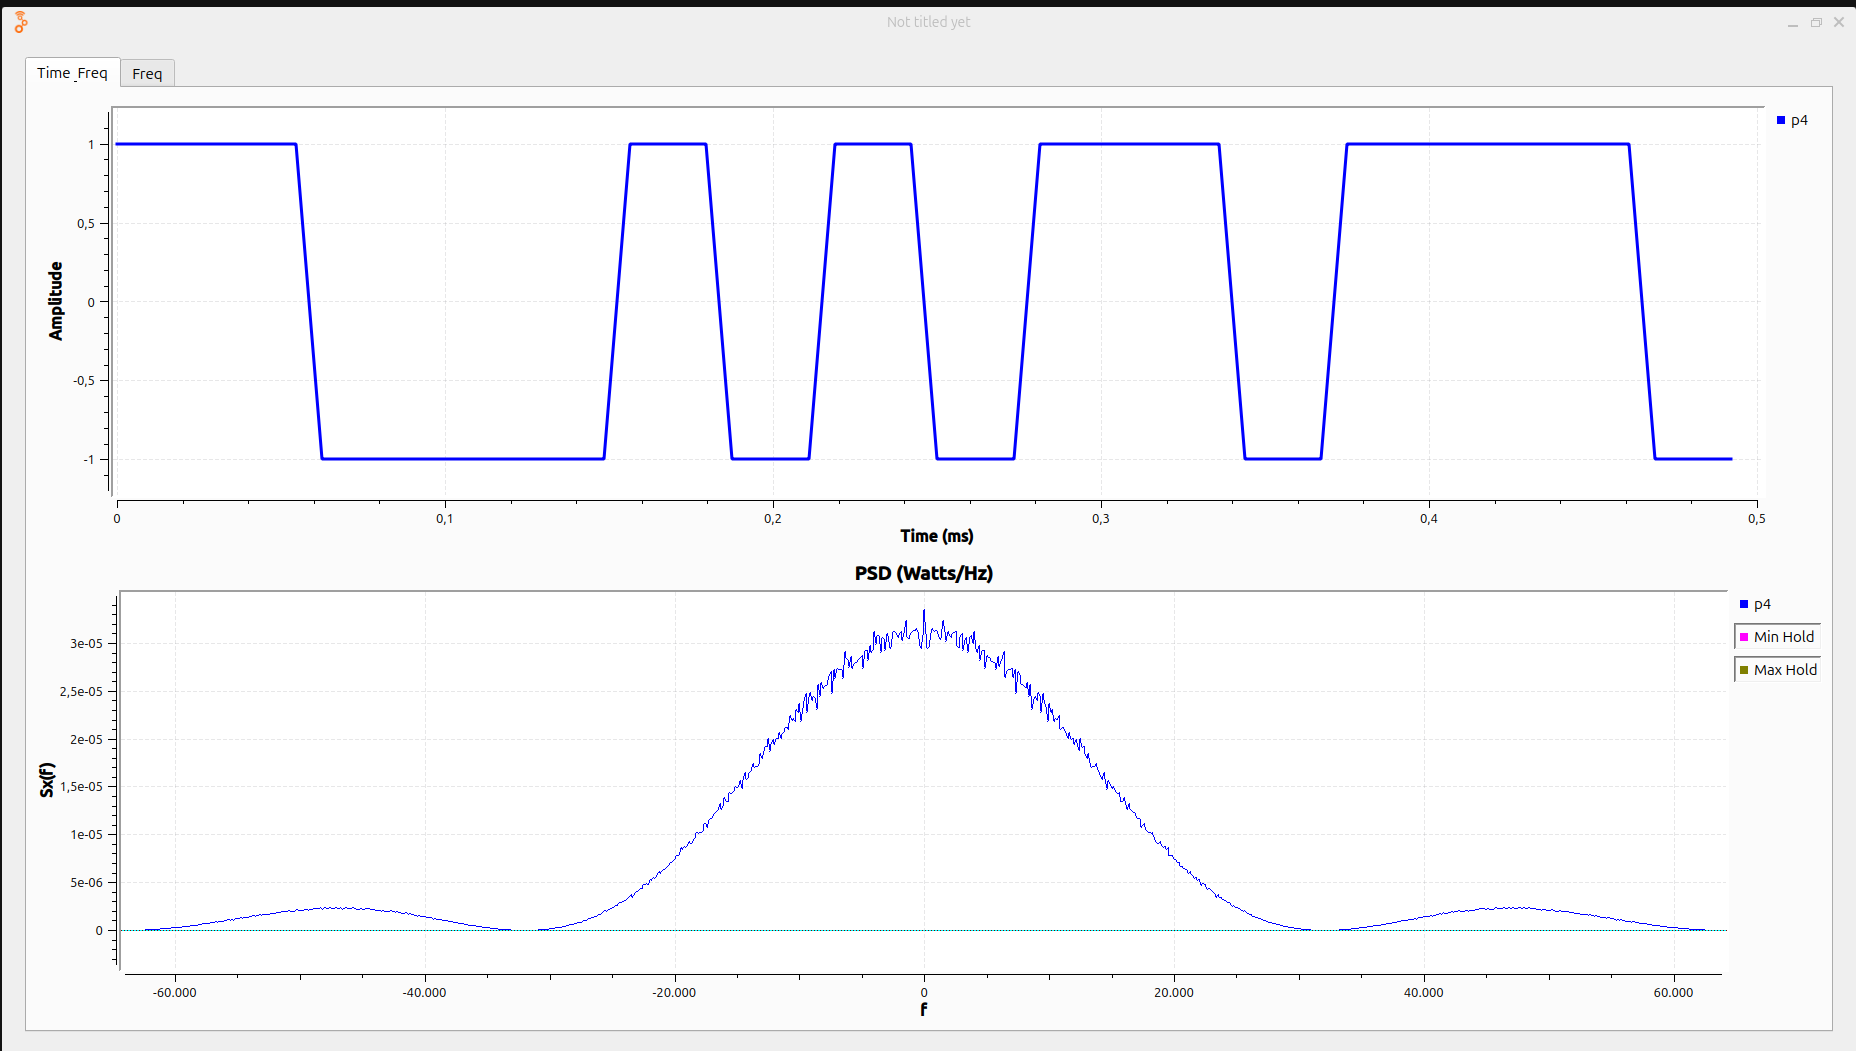 Not titled yet
Time_Freq Freq
p4
1
0,5
0
-0,5
-1
Amplitude
0 0,1 0,2 0,3 0,4 0,5
Time (ms)
PSD (Watts/Hz)
p4
Min Hold
Max Hold
3e-05
2,5e-05
2e-05
1,5e-05
1e-05
5e-06
0
Sx(f)
-60.000 -40.000 -20.000 0 20.000 40.000 60.000
f